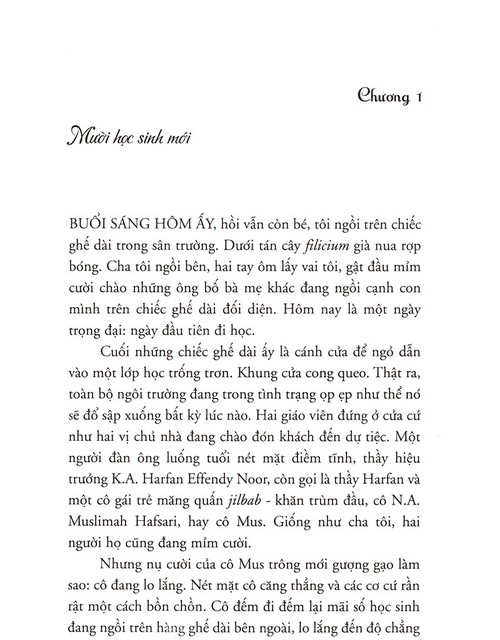 Chương 1
Mười học sinh mới
BUỔI SÁNG HÔM ẤY, hồi vẫn còn bé, tôi ngồi trên chiếc
ghế dài trong sân trường. Dưới tán cây filicium già nua rợp
bóng. Cha tôi ngồi bên, hai tay ôm lấy vai tôi, gật đầu mỉm
cười chào những ông bố bà mẹ khác đang ngồi cạnh con
mình trên chiếc ghế dài đối diện. Hôm nay là một ngày
trọng đại: ngày đầu tiên đi học.
Cuối những chiếc ghế dài ấy là cánh cửa để ngỏ dẫn
vào một lớp học trống trơn. Khung cửa cong queo. Thật ra,
toàn bộ ngôi trường đang trong tình trạng ọp ẹp như thể nó
sẽ đổ sập xuống bất kỳ lúc nào. Hai giáo viên đứng ở cửa cứ
như hai vị chủ nhà đang chào đón khách đến dự tiệc. Một
người đàn ông luống tuổi nét mặt điềm tĩnh, thầy hiệu
trưởng K.A. Harfan Effendy Noor, còn gọi là thầy Harfan và
một cô gái trẻ măng quấn jilbab - khăn trùm đầu, cô N.A.
Muslimah Hafsari, hay cô Mus. Giống như cha tôi, hai
người họ cũng đang mỉm cười.
Nhưng nụ cười của cô Mus trông mới gượng gạo làm
sao: cô đang lo lắng. Nét mặt cô căng thẳng và các cơ cứ rần
rật một cách bồn chồn. Cô đếm đi đếm lại mãi số học sinh
đang ngồi trên hàng ghế dài bên ngoài, lo lắng đến độ chẳng